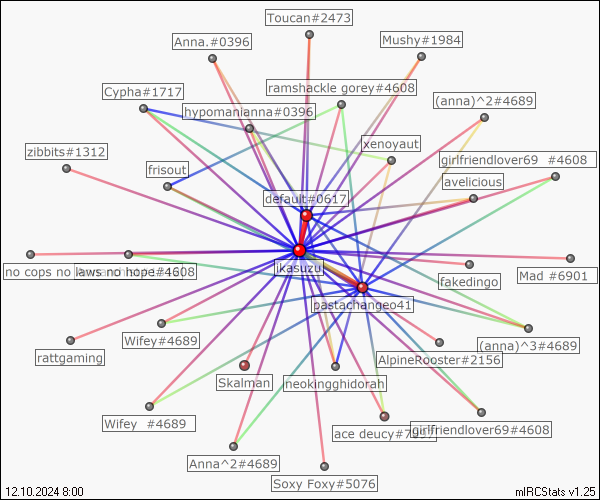 Toucan#2473
Anna.#0396
Mushy#1984
Cypha#1717
ramshackle gorey#4608
(anna)^2#4689
hypomanianna#0396
xenoyaut
zibbits#1312
girlfriendlover69 #4608
frisout
avelicious
default#0617
jkasuzu
no cops no laws no hope#4608
fakedingo
Mad #6901
pastachangeo41
Wifey#4689
rattgaming
(anna)^3#4689
AlpineRooster#2156
Skalman
neokingghidorah
Wifey #4689
ace deucy
girlfriendlover69#4608
Anna^2#4689
Soxy Foxy#5076
12.10.2024 8:00
mIRCStats v1.25